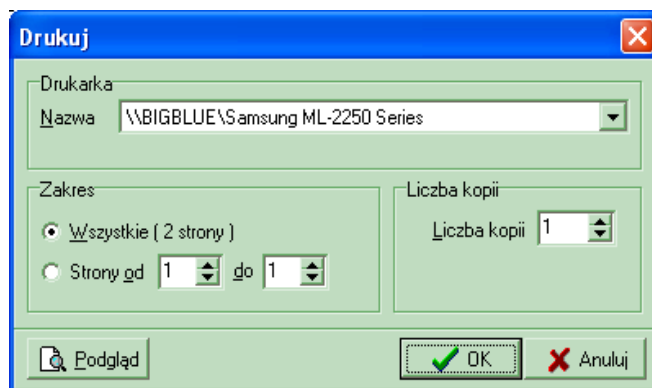 Drukuj
Drukarka
Nazwa \\BIGBLUE\Samsung ML-2250 Series
Zakres
Wszystkie ( 2 strony )
Strony od 1 do 1
Liczba kopii
Liczba kopii 1
Podgląd
OK
Anuluj